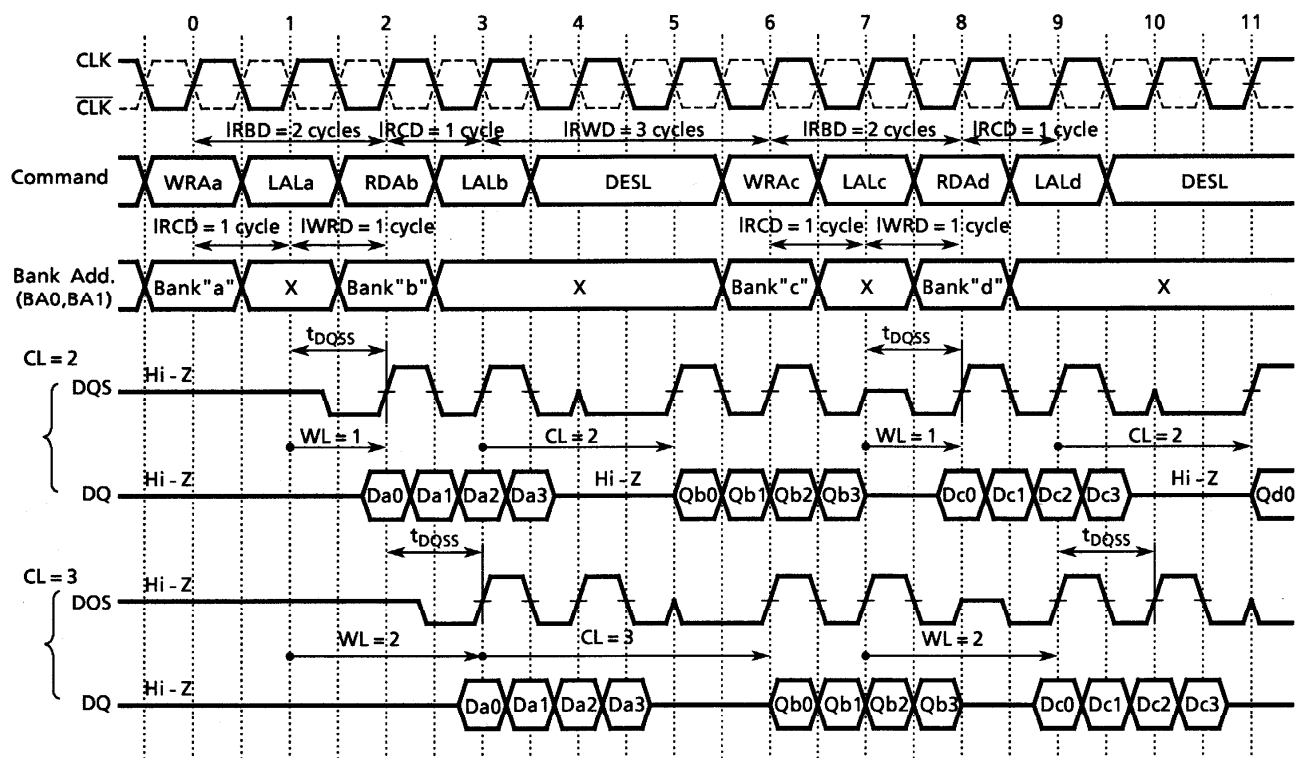 0 1 2 3 4 5 6 7 8 9 10 11
CLK
CLK
lRBD = 2 cycles lRCD = 1 cycle lRWD = 3 cycles lRBD = 2 cycles lRCD = 1 cycle
Command WRAa LALa RDAb LALb DESL WRAc LALc RDAd LALd DESL
lRCD = 1 cycle lWRD = 1 cycle lRCD = 1 cycle lWRD = 1 cycle
Bank Add.
(BA0,BA1)
Bank"a" X Bank"b" X Bank"c" X Bank"d" X
tDQSS tDQSS
CL = 2
DQS Hi - Z
WL = 1 CL = 2 WL = 1 CL = 2
DQ Hi - Z Da0 Da1 Da2 Da3 Hi - Z Qb0 Qb1 Qb2 Qb3 Dc0 Dc1 Dc2 Dc3 Hi - Z Qd0
tDQSS tDQSS
CL = 3
DOS Hi - Z
WL = 2 CL = 3 WL = 2
DQ Hi - Z Da0 Da1 Da2 Da3 Qb0 Qb1 Qb2 Qb3 Dc0 Dc1 Dc2 Dc3